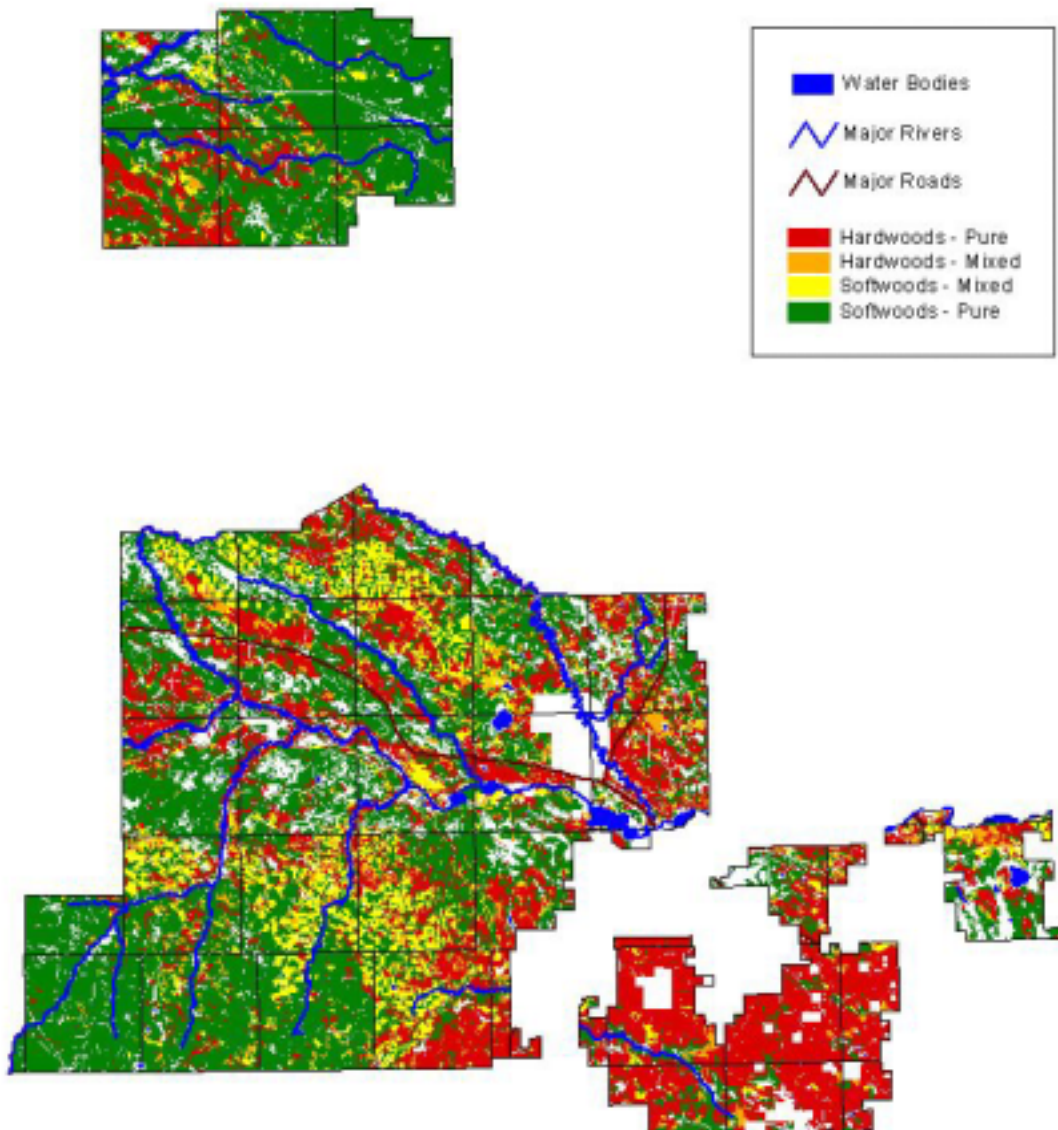 Water Bodies
Major Rivers
Major Roads
Hardwoods - Pure
Hardwoods - Mixed
Softwoods - Mixed
Softwoods - Pure